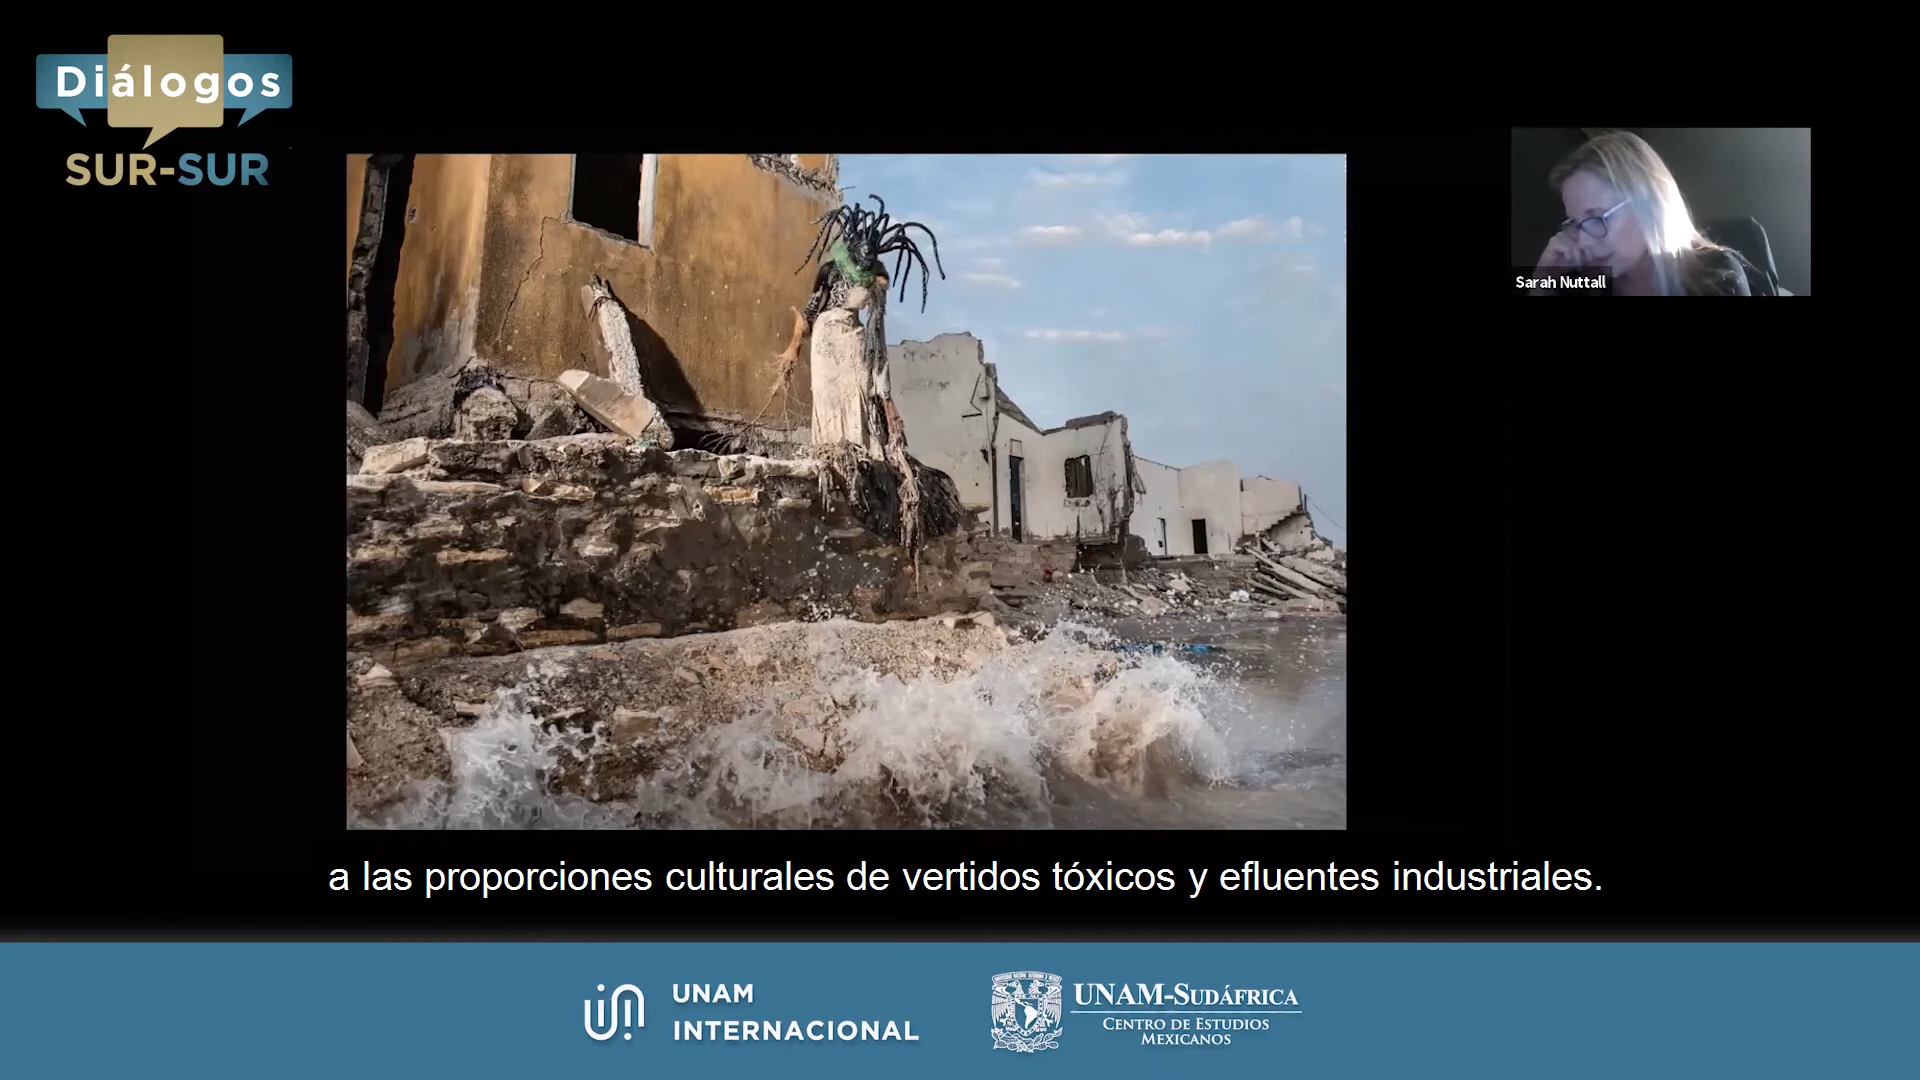 Diálogos
SUR-SUR
Sarah Nuttall
a las proporciones culturales de vertidos tóxicos y efluentes industriales.
UNAM
INTERNACIONAL
UNAM-SUDÁFRICA
CENTRO DE ESTUDIOS
MEXICANOS